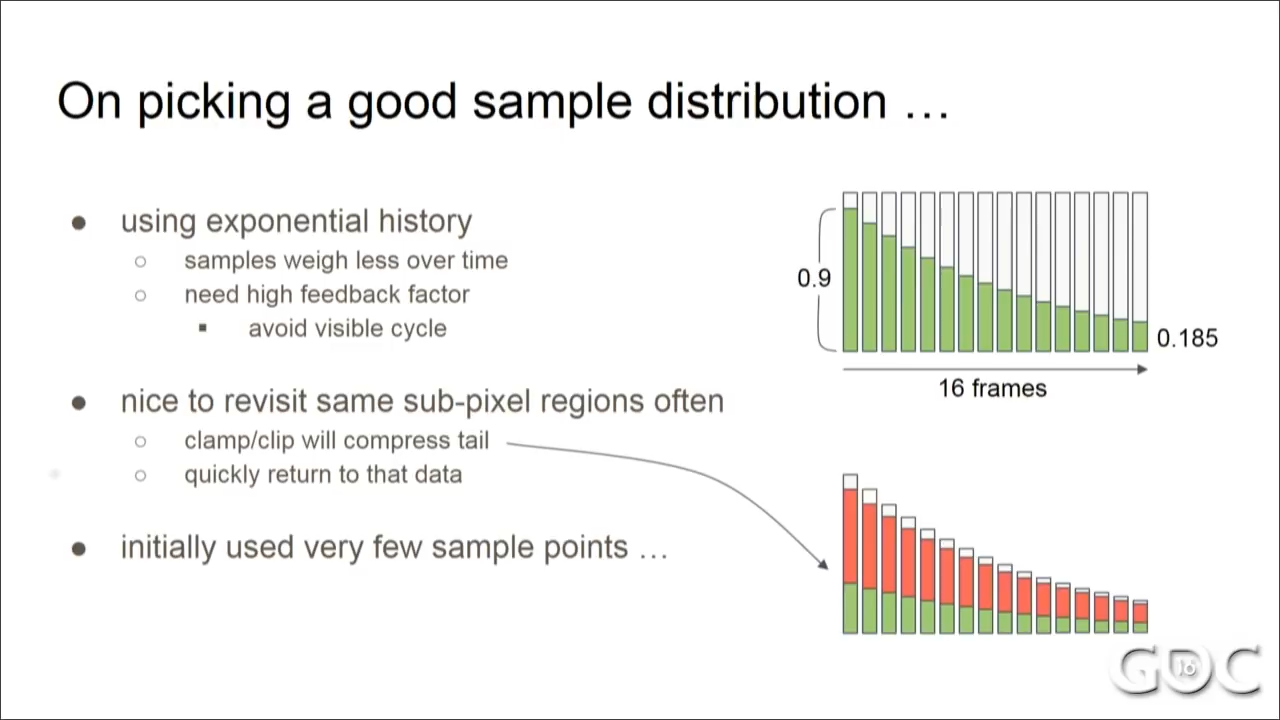 On picking a good sample distribution …
using exponential history
samples weigh less over time
need high feedback factor
avoid visible cycle
nice to revisit same sub-pixel regions often
clamp/clip will compress tail
quickly return to that data
initially used very few sample points …
0.9
0.185
16 frames
GDC
16